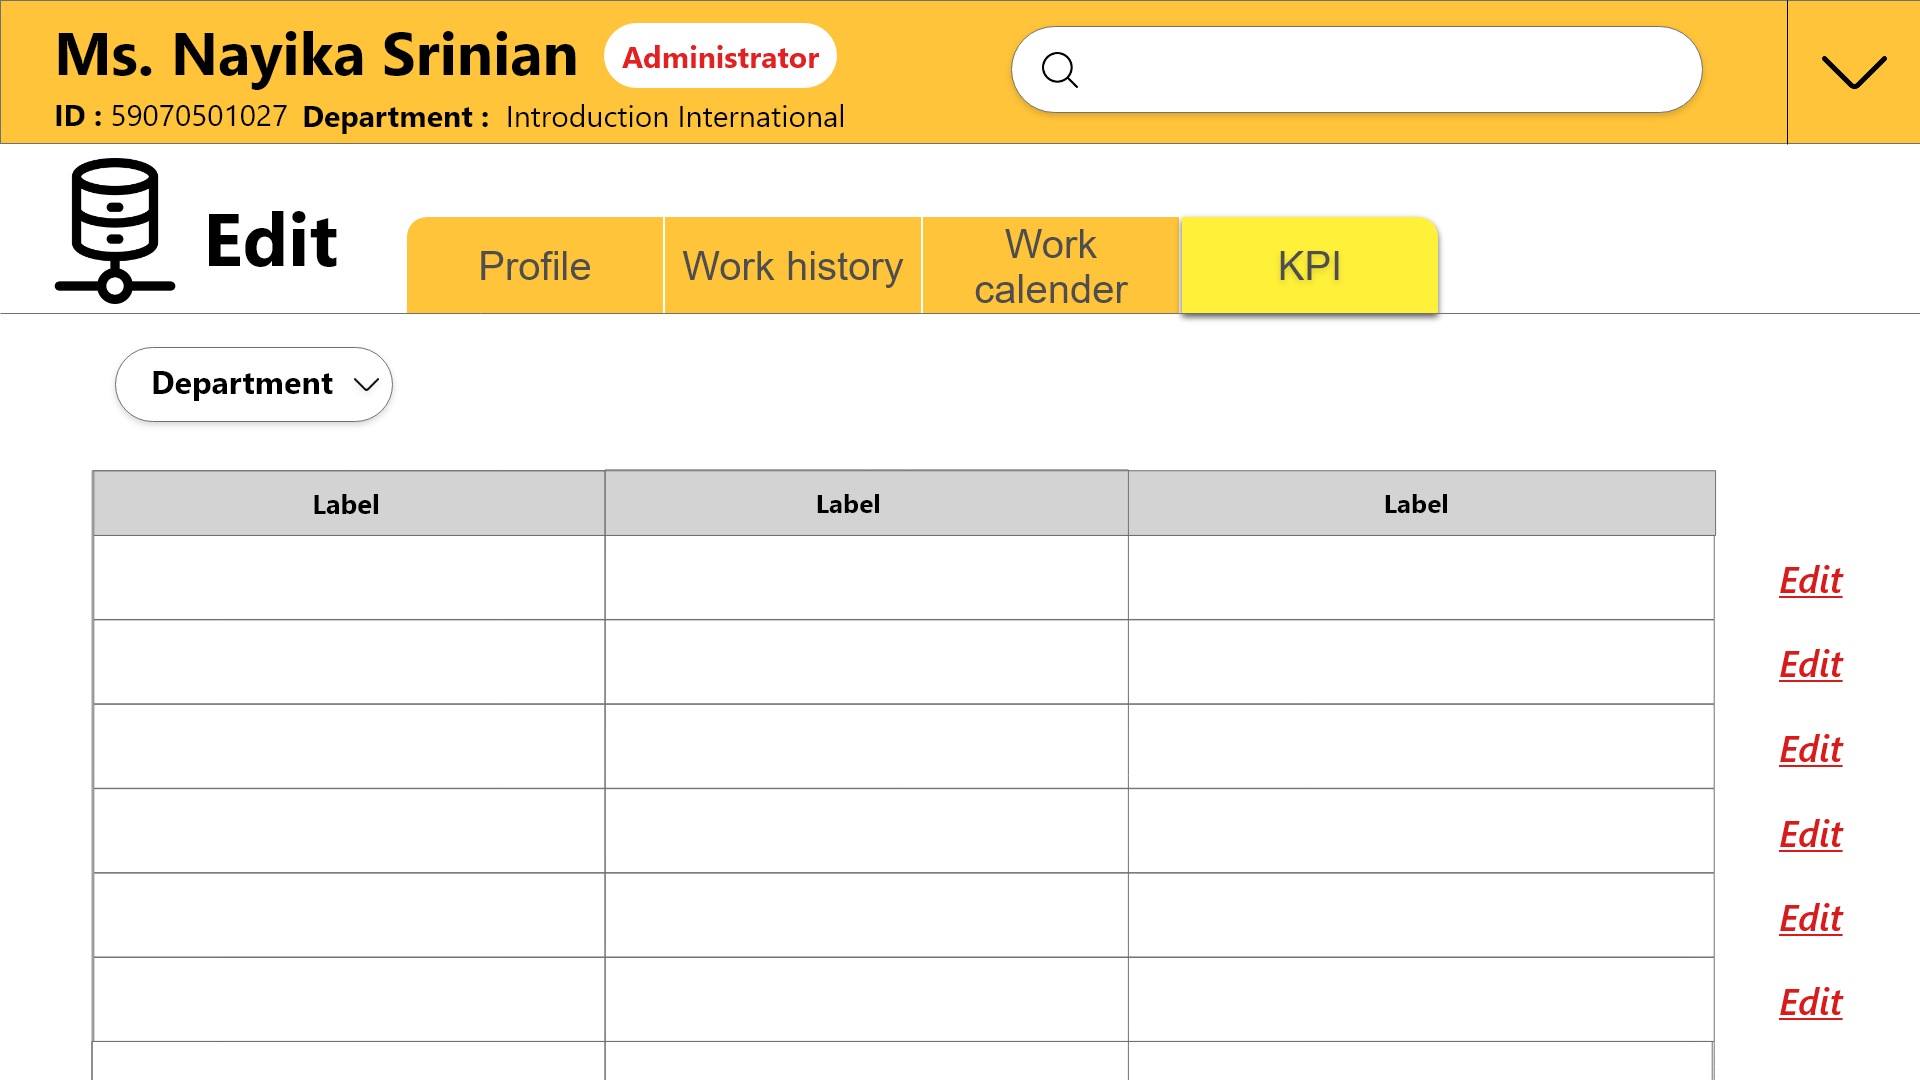 Ms. Nayika Srinian Administrator
ID : 59070501027 Department : Introduction International
Edit
Profile
Work history
Work
calender
KPI
Department
Label Label Label
Edit
Edit
Edit
Edit
Edit
Edit